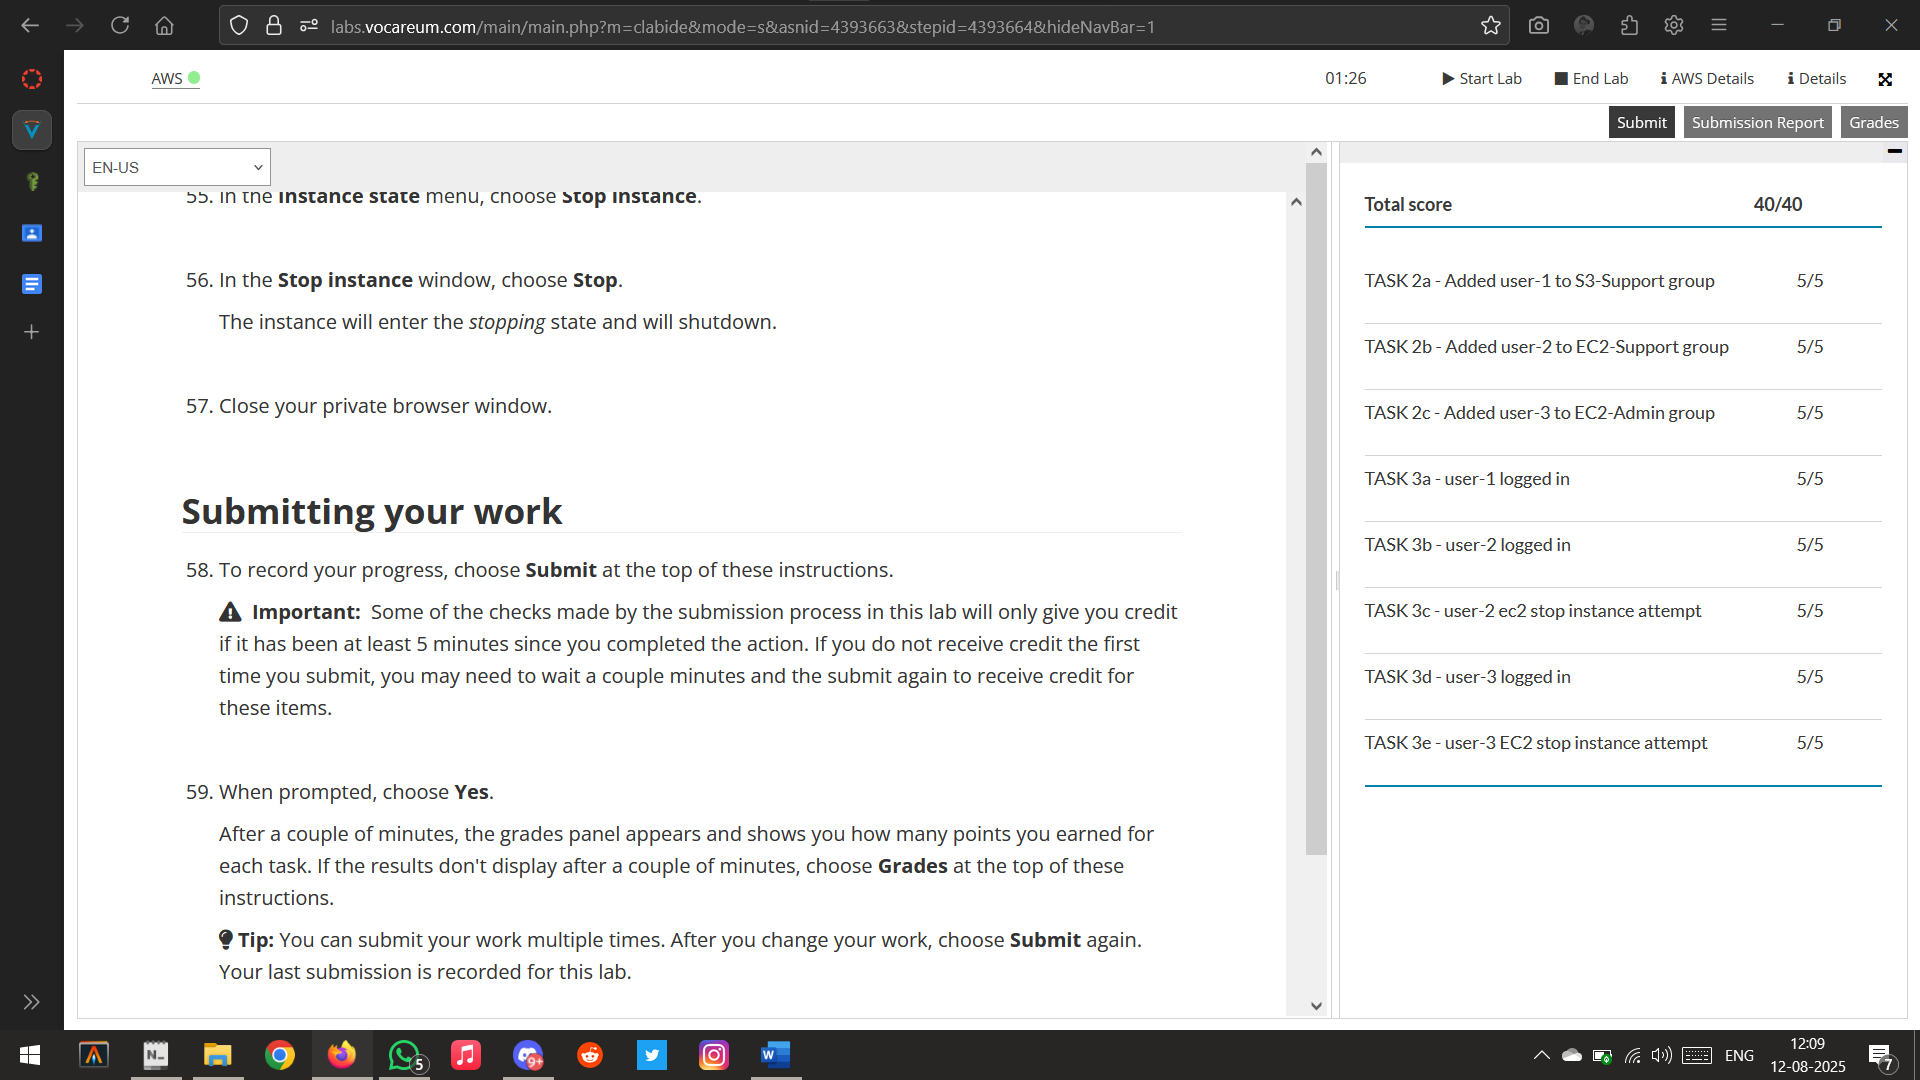 labs.vocareum.com/main/main.php?m=clabide&mode=s&asnid=4393663&stepid=4393664&hideNavBar=1
AWS
01:26
Start Lab
End Lab
AWS Details
Details
Submit
Submission Report
Grades
EN-US
55. In the Instance state menu, choose Stop instance.
56. In the Stop instance window, choose Stop.
The instance will enter the stopping state and will shutdown.
57. Close your private browser window.
Submitting your work
58. To record your progress, choose Submit at the top of these instructions.
Important: Some of the checks made by the submission process in this lab will only give you credit
if it has been at least 5 minutes since you completed the action. If you do not receive credit the first
time you submit, you may need to wait a couple minutes and the submit again to receive credit for
these items.
59. When prompted, choose Yes.
After a couple of minutes, the grades panel appears and shows you how many points you earned for
each task. If the results don't display after a couple of minutes, choose Grades at the top of these
instructions.
Tip: You can submit your work multiple times. After you change your work, choose Submit again.
Your last submission is recorded for this lab.
Total score 40/40
TASK 2a - Added user-1 to S3-Support group 5/5
TASK 2b - Added user-2 to EC2-Support group 5/5
TASK 2c - Added user-3 to EC2-Admin group 5/5
TASK 3a - user-1 logged in 5/5
TASK 3b - user-2 logged in 5/5
TASK 3c - user-2 ec2 stop instance attempt 5/5
TASK 3d - user-3 logged in 5/5
TASK 3e - user-3 EC2 stop instance attempt 5/5
N_
5
9+
W
ENG
12:09
12-08-2025
7